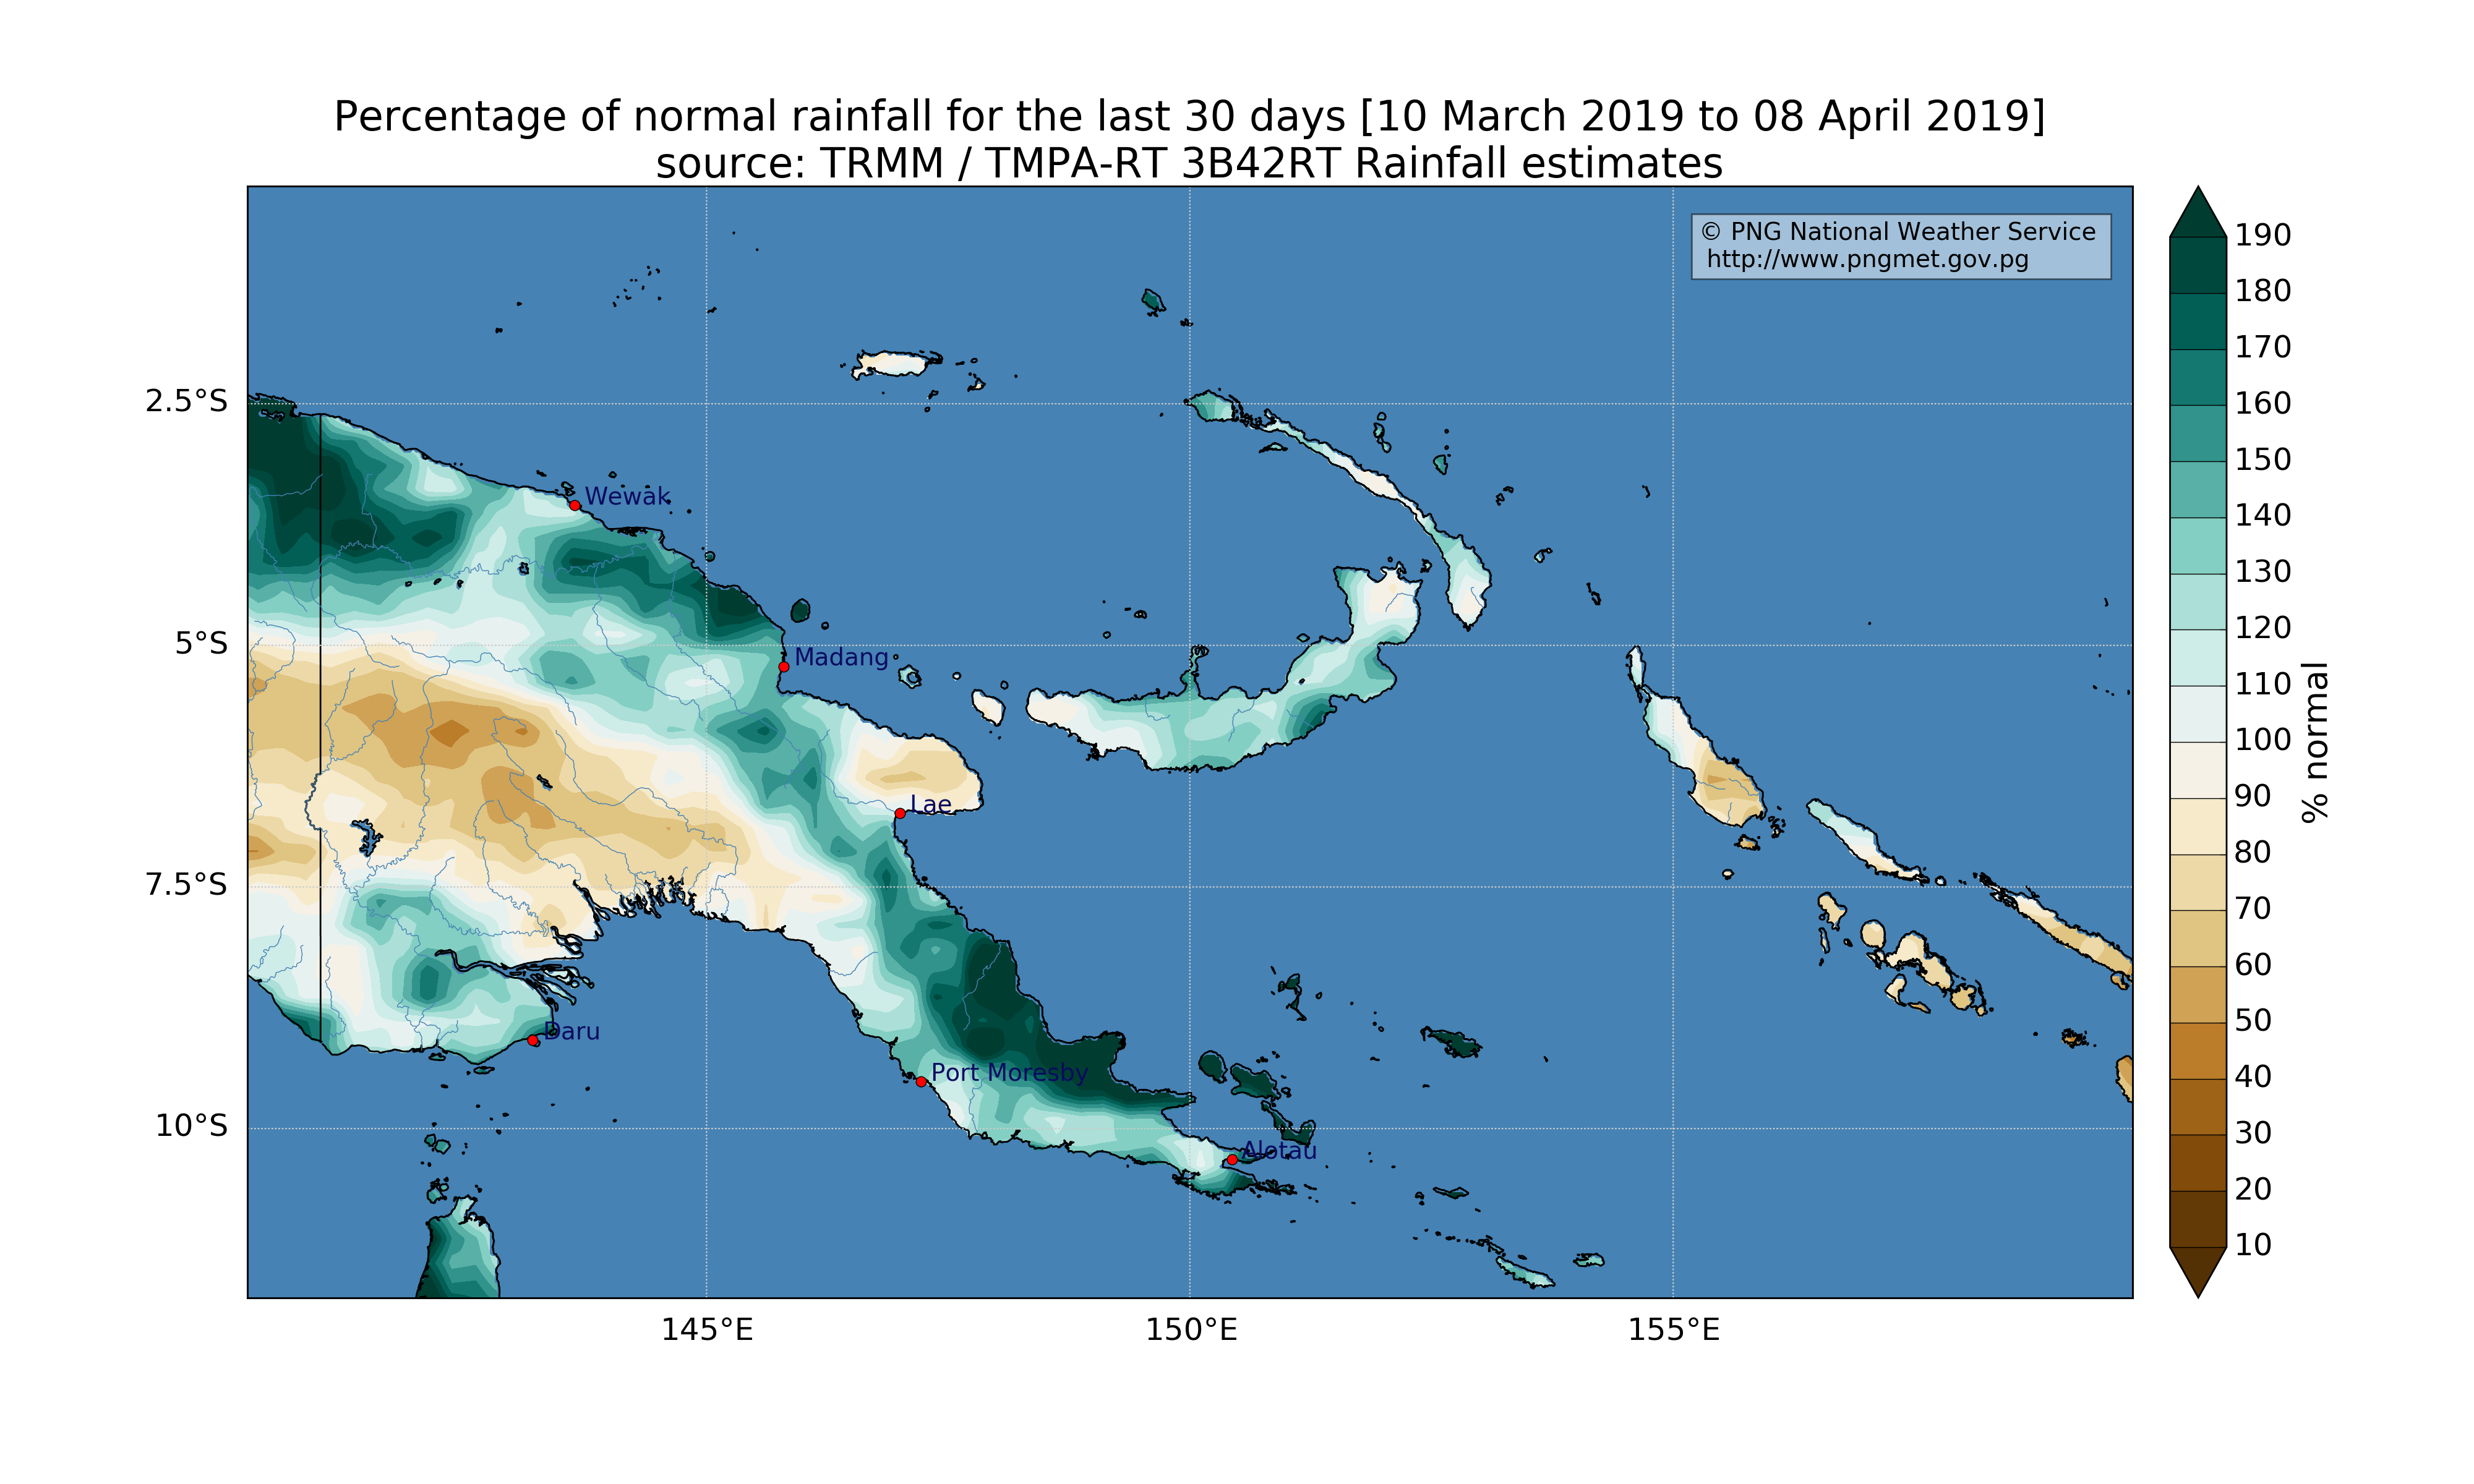 Percentage of normal rainfall for the last 30 days [10 March 2019 to 08 April 2019]
source: TRMM / TMPA-RT 3B42RT Rainfall estimates
© PNG National Weather Service
http://www.pngmet.gov.pg
2.5°S
5°S
7.5°S
10°S
145°E
150°E
155°E
Wewak
Madang
Lae
Daru
Port Moresby
Alotau
190
180
170
160
150
140
130
120
110
100
90
80
70
60
50
40
30
20
10
% normal